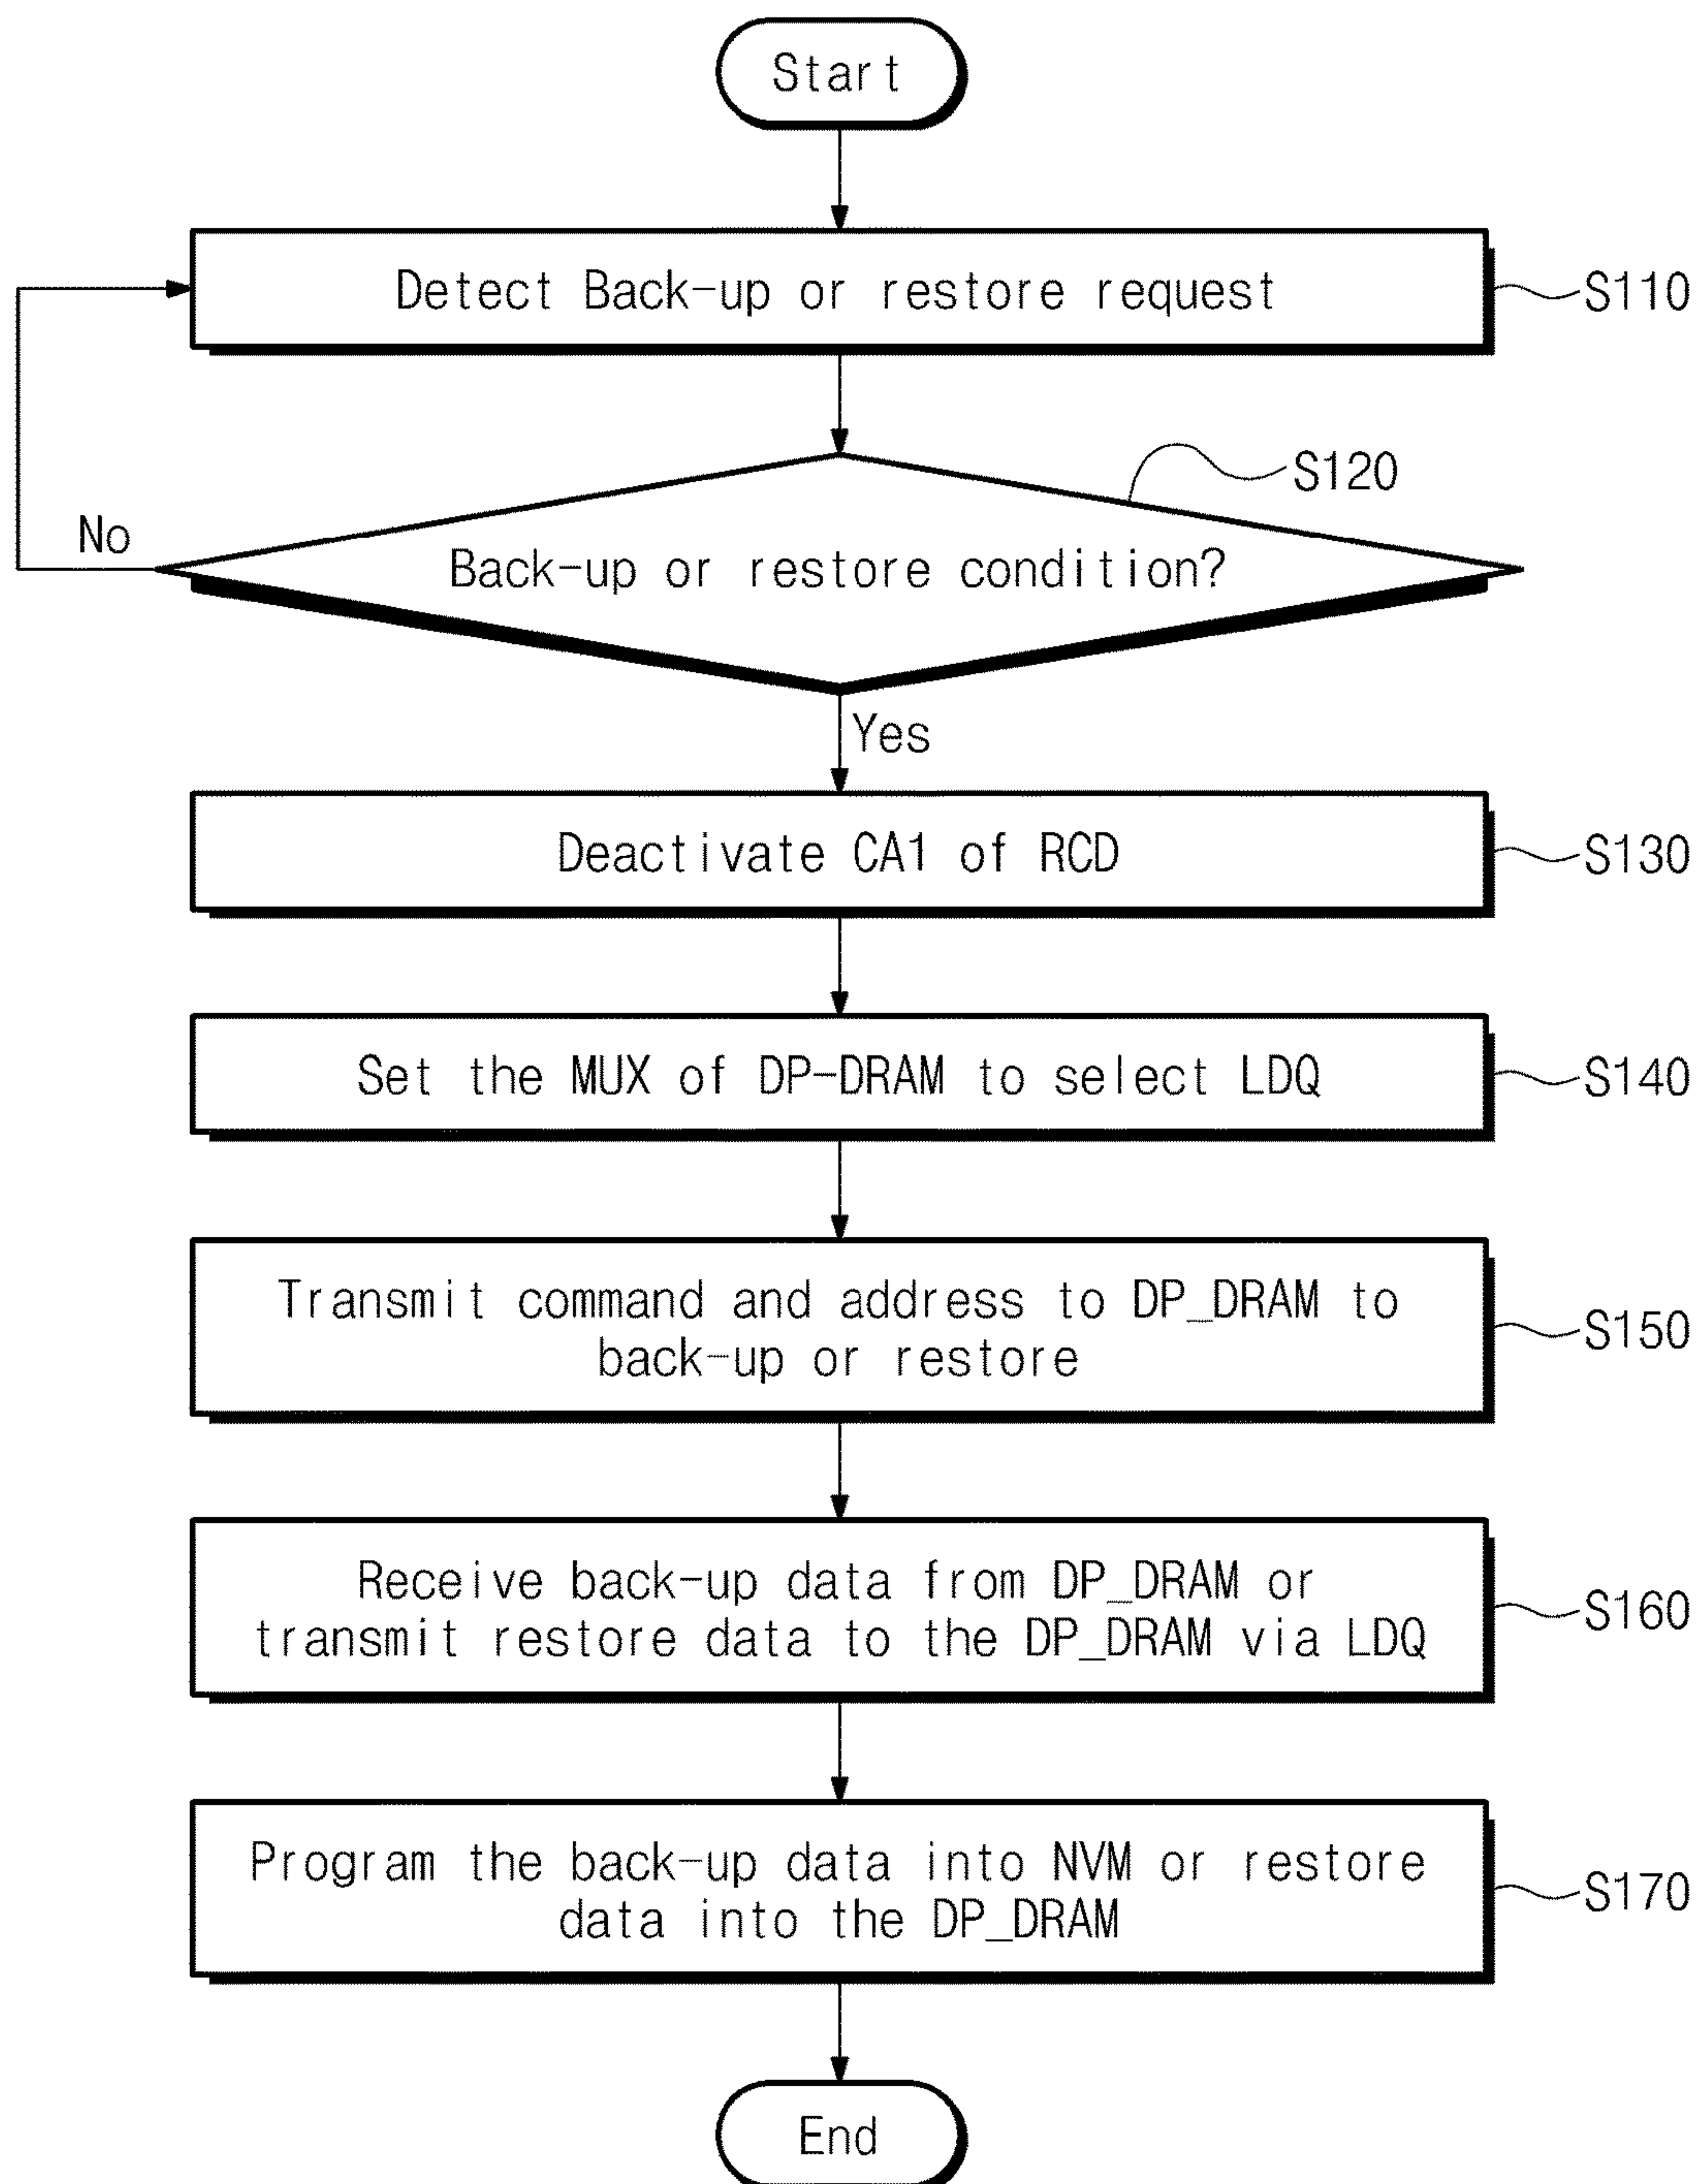 Start
Detect Back-up or restore request
S110
S120
No
Back-up or restore condition?
Yes
Deactivate CA1 of RCD
S130
Set the MUX of DP-DRAM to select LDQ
S140
Transmit command and address to DP_DRAM to
back-up or restore
S150
Receive back-up data from DP_DRAM or
transmit restore data to the DP_DRAM via LDQ
S160
Program the back-up data into NVM or restore
data into the DP_DRAM
S170
End